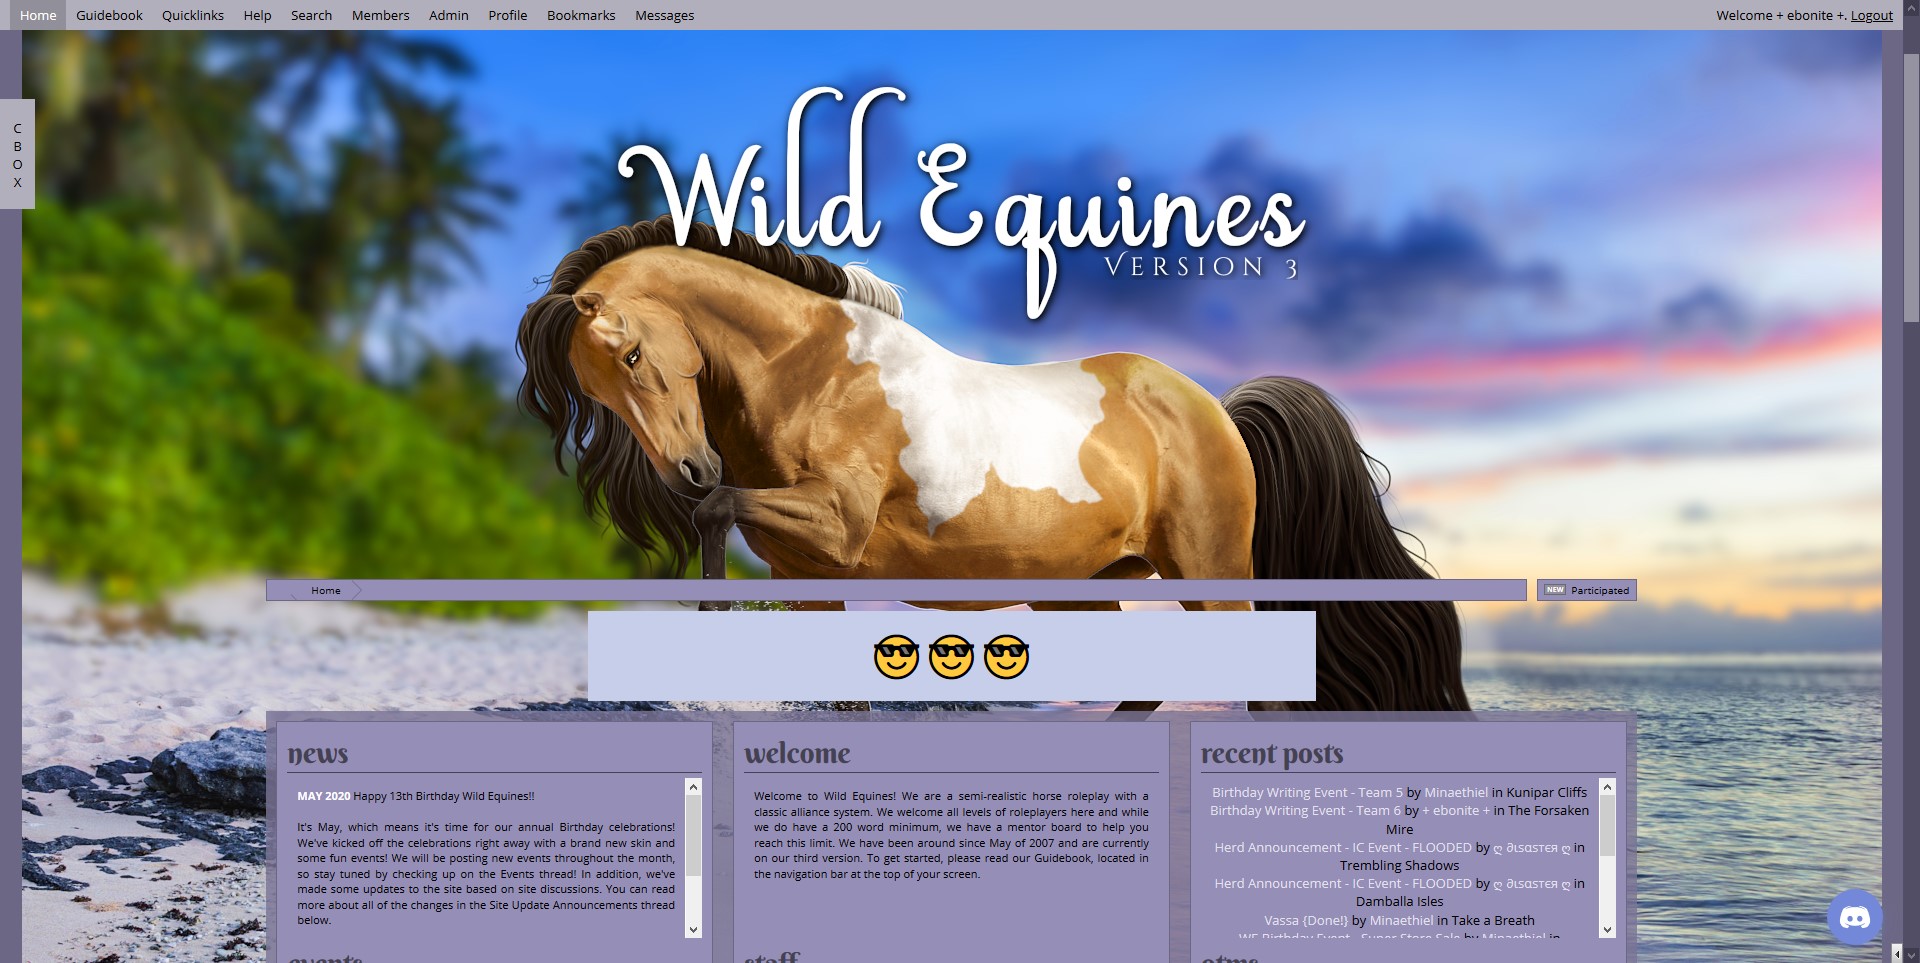 Home Guidebook Quicklinks Help Search Members Admin Profile Bookmarks Messages
Welcome + ebonite +. Logout
C
B
O
X
Wild Equines
VERSION 3
Home
NEW Participated
news
MAY 2020 Happy 13th Birthday Wild Equines!!
It's May, which means it's time for our annual Birthday celebrations!
We've kicked off the celebrations right away with a brand new skin and
some fun events! We will be posting new events throughout the month,
so stay tuned by checking up on the Events thread! In addition, we've
made some updates to the site based on site discussions. You can read
more about all of the changes in the Site Update Announcements thread
below.
events
welcome
Welcome to Wild Equines! We are a semi-realistic horse roleplay with a
classic alliance system. We welcome all levels of roleplayers here and while
we do have a 200 word minimum, we have a mentor board to help you
reach this limit. We have been around since May of 2007 and are currently
on our third version. To get started, please read our Guidebook, located in
the navigation bar at the top of your screen.
staff
recent posts
Birthday Writing Event - Team 5 by Minaethiel in Kunipar Cliffs
Birthday Writing Event - Team 6 by + ebonite + in The Forsaken
Mire
Herd Announcement - IC Event - FLOODED by ღ ∂ιѕαѕтєя ღ in
Trembling Shadows
Herd Announcement - IC Event - FLOODED by ღ ∂ιѕαѕтєя ღ in
Damballa Isles
Vassa {Done!} by Minaethiel in Take a Breath
WE Birthday Event - Super Store Sale by Minaethiel in